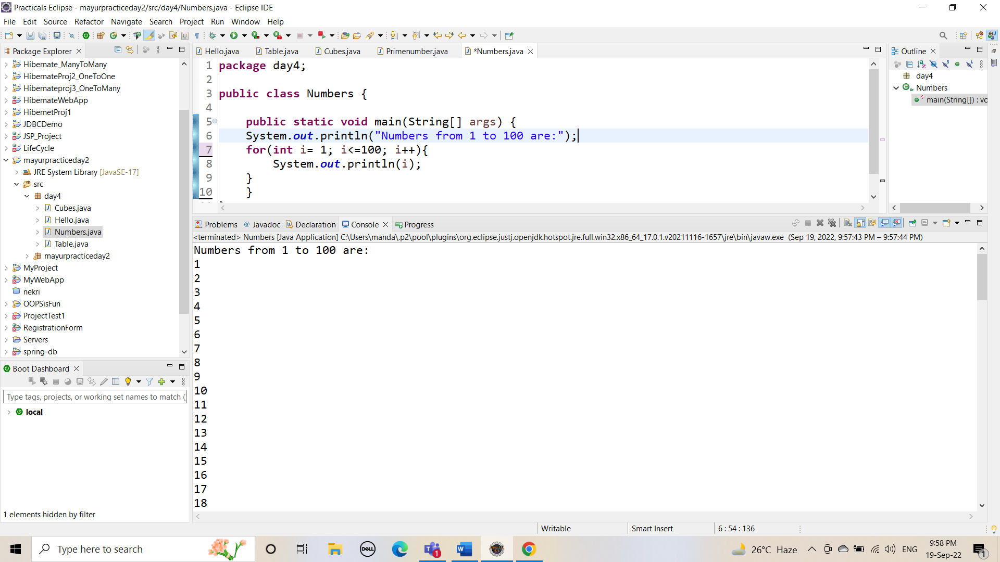 Practicals Eclipse - mayurpracticeday2/src/day4/Numbers.java - Eclipse IDE
File Edit Source Refactor Navigate Search Project Run Window Help
Package Explorer
Hibernate_ManyToMany
HibernateProj2_OneToOne
Hibernateproj3_OneToMany
HibernateWebApp
HibernetProj1
JDBCDemo
JSP_Project
LifeCycle
mayurpracticeday2
JRE System Library [JavaSE-17]
src
day4
Cubes.java
Hello.java
Numbers.java
Table.java
mayurpracticeday2
MyProject
MyWebApp
nekri
OOPSisFun
ProjectTest1
RegistrationForm
Servers
spring-db
Boot Dashboard
Type tags, projects, or working set names to match (
local
1 elements hidden by filter
Hello.java Table.java Cubes.java Primenumber.java *Numbers.java
1 package day4;
2
3 public class Numbers {
4
5 public static void main(String[] args) {
6 System.out.println("Numbers from 1 to 100 are:");
7 for(int i= 1; i<=100; i++){
8 System.out.println(i);
9 }
10 }
Outline
day4
Numbers
main(String[]) : vo
Problems Javadoc Declaration Console Progress
<terminated> Numbers [Java Application] C:\Users\manda\.p2\pool\plugins\org.eclipse.justj.openjdk.hotspot.jre.full.win32.x86_64_17.0.1.v20211116-1657\jre\bin\javaw.exe (Sep 19, 2022, 9:57:43 PM – 9:57:44 PM)
Numbers from 1 to 100 are:
1
2
3
4
5
6
7
8
9
10
11
12
13
14
15
16
17
18
Writable Smart Insert 6 : 54 : 136
Type here to search
DELL
1
26°C Haze
ENG
9:58 PM
19-Sep-22
1